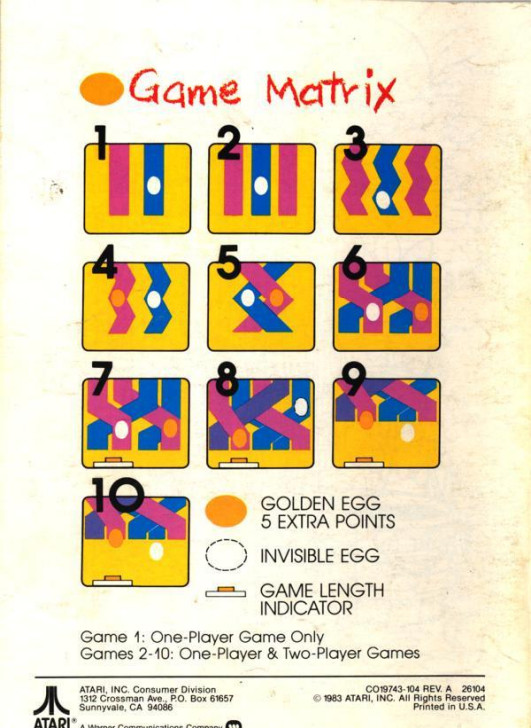 Game Matrix
1
2
3
4
5
6
7
8
9
10
GOLDEN EGG
5 EXTRA POINTS
INVISIBLE EGG
GAME LENGTH
INDICATOR
Game 1: One-Player Game Only
Games 2-10: One-Player & Two-Player Games
ATARI, INC. Consumer Division
1312 Crossman Ave., P.O. Box 61657
Sunnyvale, CA 94086
CO19743-104 REV. A 26104
© 1983 ATARI, INC. All Rights Reserved
Printed in U.S.A.
ATARI®
A Warner Communications Company